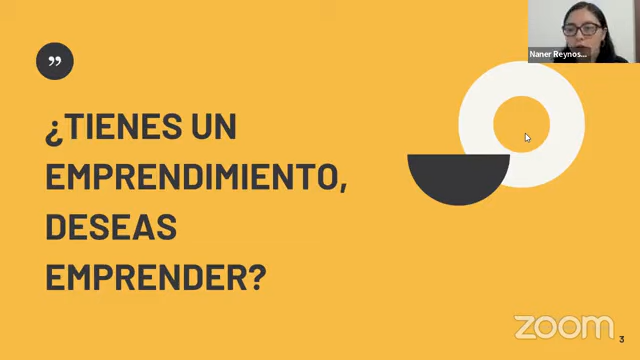 Naner Reynos...
”
¿TIENES UN
EMPRENDIMIENTO,
DESEAS
EMPRENDER?
zoom
3